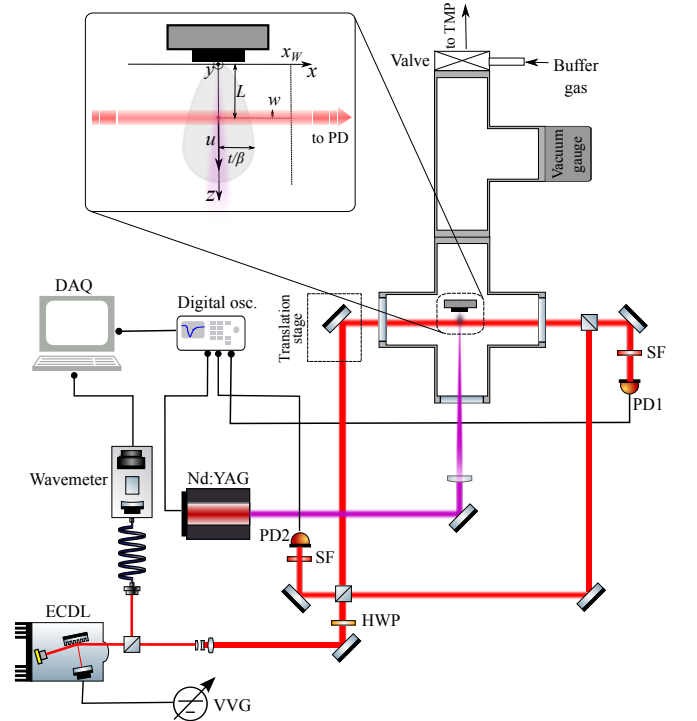 to TMP
Valve
Buffer
gas
Vacuum
gauge
x_W
y
x
L
w
to PD
u
t/β
z
DAQ
Digital osc.
Translation
stage
SF
PD1
Wavemeter
Nd:YAG
PD2
SF
HWP
ECDL
VVG